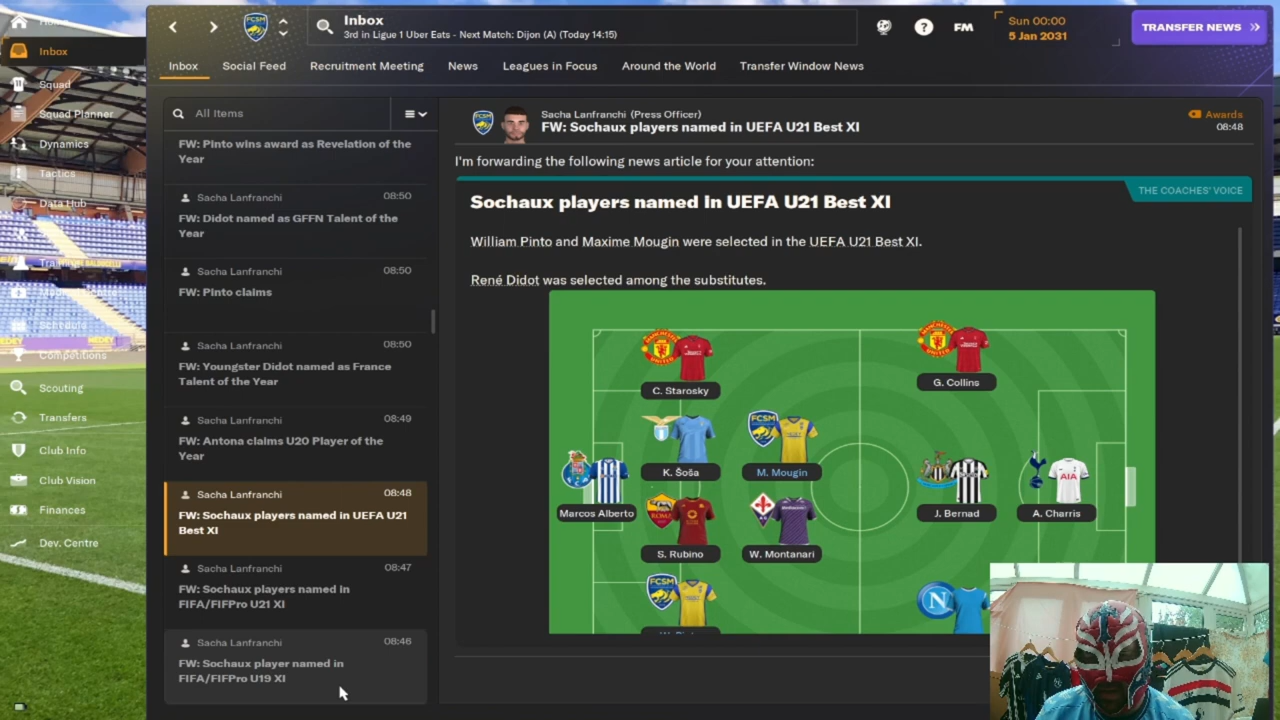 Inbox
3rd in Ligue 1 Uber Eats - Next Match: Dijon (A) (Today 14:15)
FM
Sun 00:00
5 Jan 2031
TRANSFER NEWS
Inbox
Squad
Squad Planner
Dynamics
Tactics
Data Hub
Schedule
Competitions
Scouting
Transfers
Club Info
Club Vision
Finances
Dev. Centre
Inbox
Social Feed
Recruitment Meeting
News
Leagues in Focus
Around the World
Transfer Window News
All Items
FW: Pinto wins award as Revelation of the
Year
Sacha Lanfranchi 08:50
FW: Didot named as GFFN Talent of the
Year
Sacha Lanfranchi 08:50
FW: Pinto claims
Sacha Lanfranchi 08:50
FW: Youngster Didot named as France
Talent of the Year
Sacha Lanfranchi 08:49
FW: Antona claims U20 Player of the
Year
Sacha Lanfranchi 08:48
FW: Sochaux players named in UEFA U21
Best XI
Sacha Lanfranchi 08:47
FW: Sochaux players named in
FIFA/FIFPro U21 XI
Sacha Lanfranchi 08:46
FW: Sochaux player named in
FIFA/FIFPro U19 XI
Sacha Lanfranchi (Press Officer)
FW: Sochaux players named in UEFA U21 Best XI
Awards
08:48
I'm forwarding the following news article for your attention:
THE COACHES' VOICE
Sochaux players named in UEFA U21 Best XI
William Pinto and Maxime Mougin were selected in the UEFA U21 Best XI.
René Didot was selected among the substitutes.
C. Starosky
G. Collins
K. Šoša
M. Mougin
Marcos Alberto
J. Bernad
A. Charris
S. Rubino
W. Montanari
FCSM
AIA